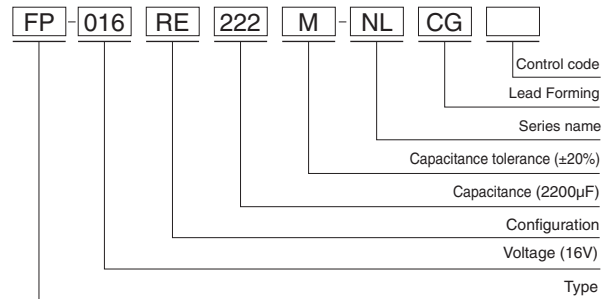 FP-016 RE 222 M-NL CG
Control code
Lead Forming
Series name
Capacitance tolerance (±20%)
Capacitance (2200µF)
Configuration
Voltage (16V)
Type